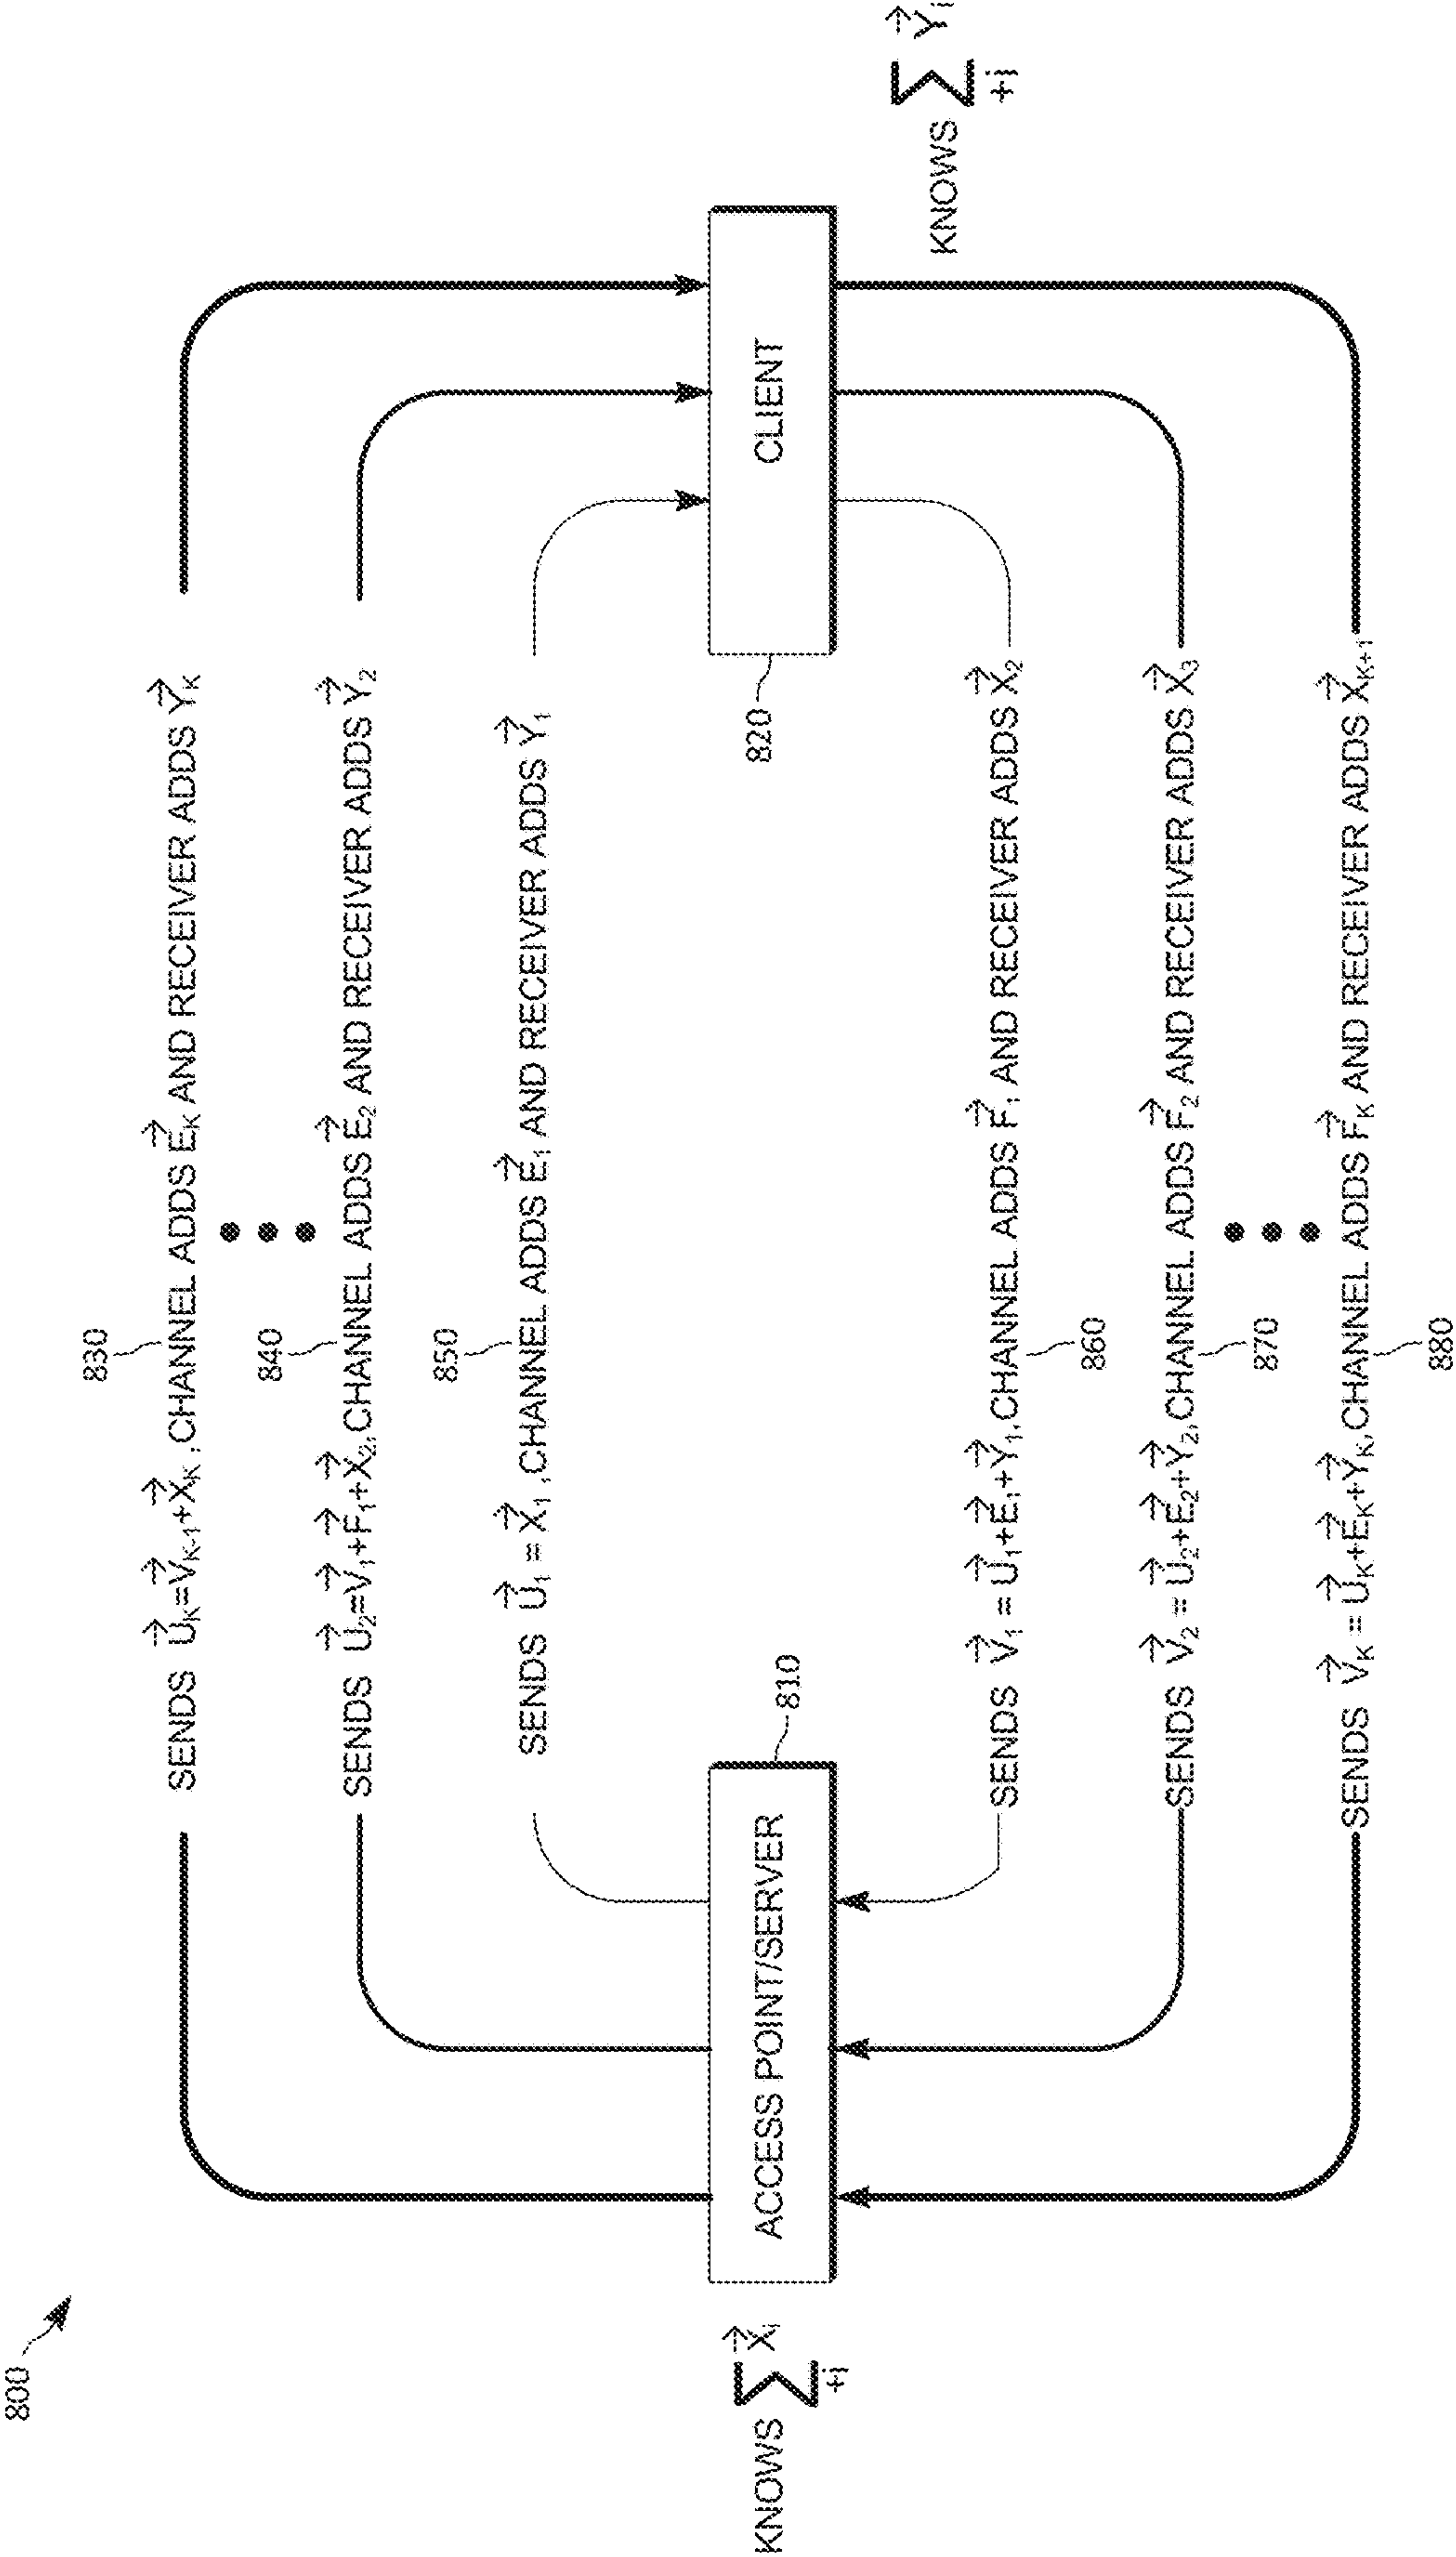 800
830
SENDS U⃗K=V⃗K-1+X⃗K, CHANNEL ADDS E⃗K AND RECEIVER ADDS Y⃗K
840
SENDS U⃗2=V⃗1+F⃗1+X⃗2, CHANNEL ADDS E⃗2 AND RECEIVER ADDS Y⃗2
850
SENDS U⃗1 = X⃗1, CHANNEL ADDS E⃗1 AND RECEIVER ADDS Y⃗1
KNOWS ∑+i X⃗i
ACCESS POINT/SERVER
810
820
CLIENT
KNOWS ∑+i Y⃗i
SENDS V⃗1 = U⃗1+E⃗1+Y⃗1, CHANNEL ADDS F⃗1 AND RECEIVER ADDS X⃗2
860
SENDS V⃗2 = U⃗2+E⃗2+Y⃗2, CHANNEL ADDS F⃗2 AND RECEIVER ADDS X⃗3
870
SENDS V⃗K = U⃗K+E⃗K+Y⃗K, CHANNEL ADDS F⃗K AND RECEIVER ADDS X⃗K+1
880